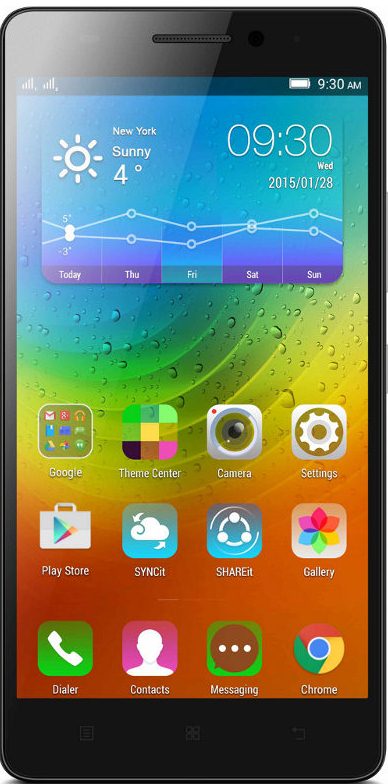 9:30 AM
New York
Sunny
4 °
09:30
Wed
2015/01/28
5°
-3°
Today Thu Fri Sat Sun
Google Theme Center Camera Settings
Play Store SYNCit SHAREit Gallery
Dialer Contacts Messaging Chrome